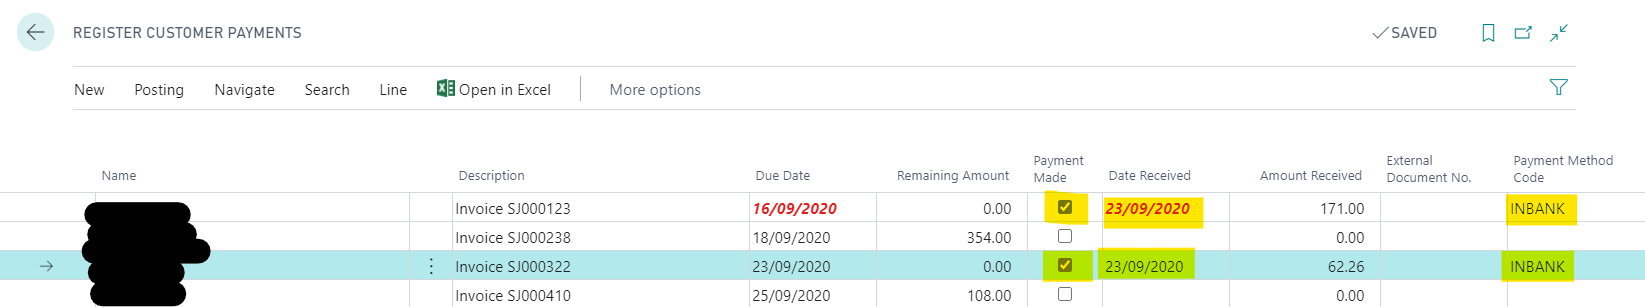 REGISTER CUSTOMER PAYMENTS
SAVED
New Posting Navigate Search Line Open in Excel More options
Name Description Due Date Remaining Amount Payment Made Date Received Amount Received External Document No. Payment Method Code
Invoice SJ000123 16/09/2020 0.00 23/09/2020 171.00 INBANK
Invoice SJ000238 18/09/2020 354.00 0.00
Invoice SJ000322 23/09/2020 0.00 23/09/2020 62.26 INBANK
Invoice SJ000410 25/09/2020 108.00 0.00